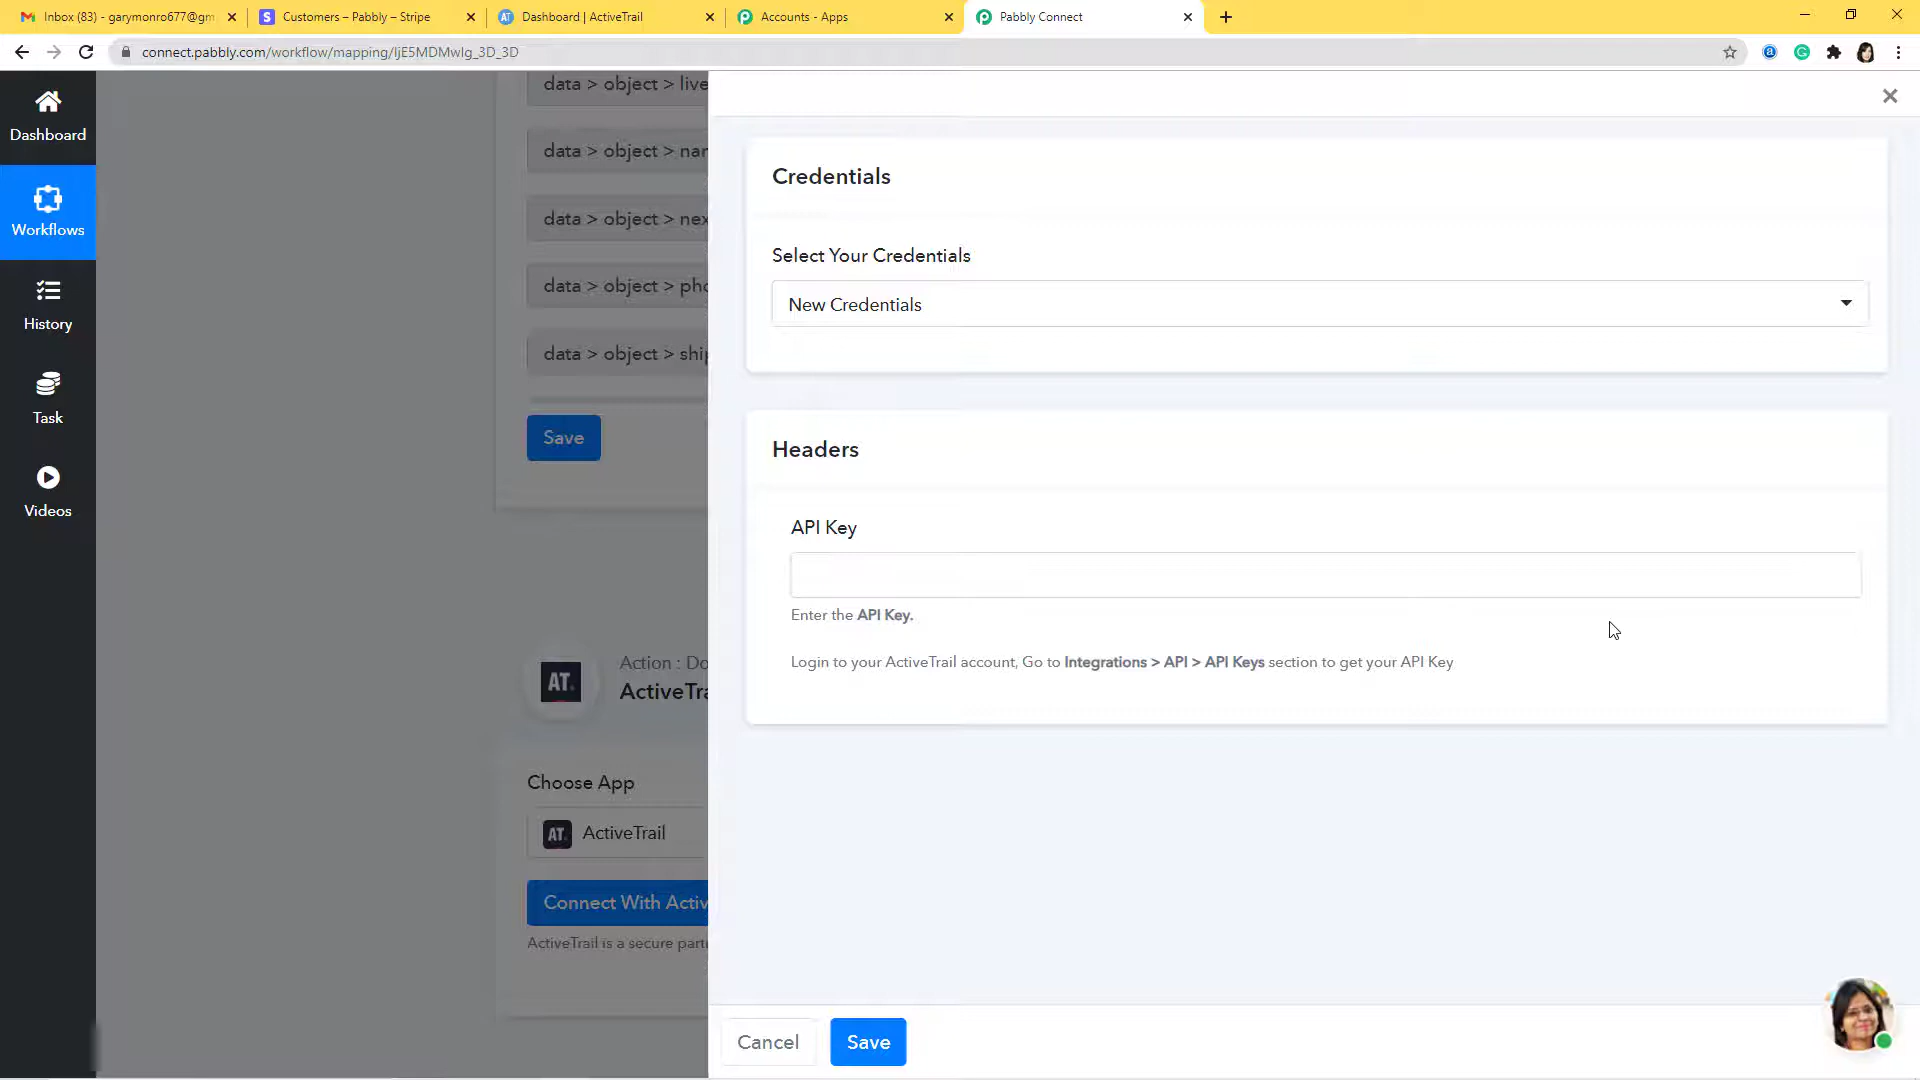 Inbox (83) - garymonro677@gm
Customers – Pabbly – Stripe
Dashboard | ActiveTrail
Accounts - Apps
Pabbly Connect
connect.pabbly.com/workflow/mapping/IjE5MDMwIg_3D_3D
Dashboard
Workflows
History
Task
Videos
data > object > live
data > object > nar
data > object > nex
data > object > pho
data > object > ship
Save
Action : Do
ActiveTra
Choose App
AT. ActiveTrail
Connect With Activ
ActiveTrail is a secure part
Credentials
Select Your Credentials
New Credentials
Headers
API Key
Enter the API Key.
Login to your ActiveTrail account, Go to Integrations > API > API Keys section to get your API Key
Cancel
Save